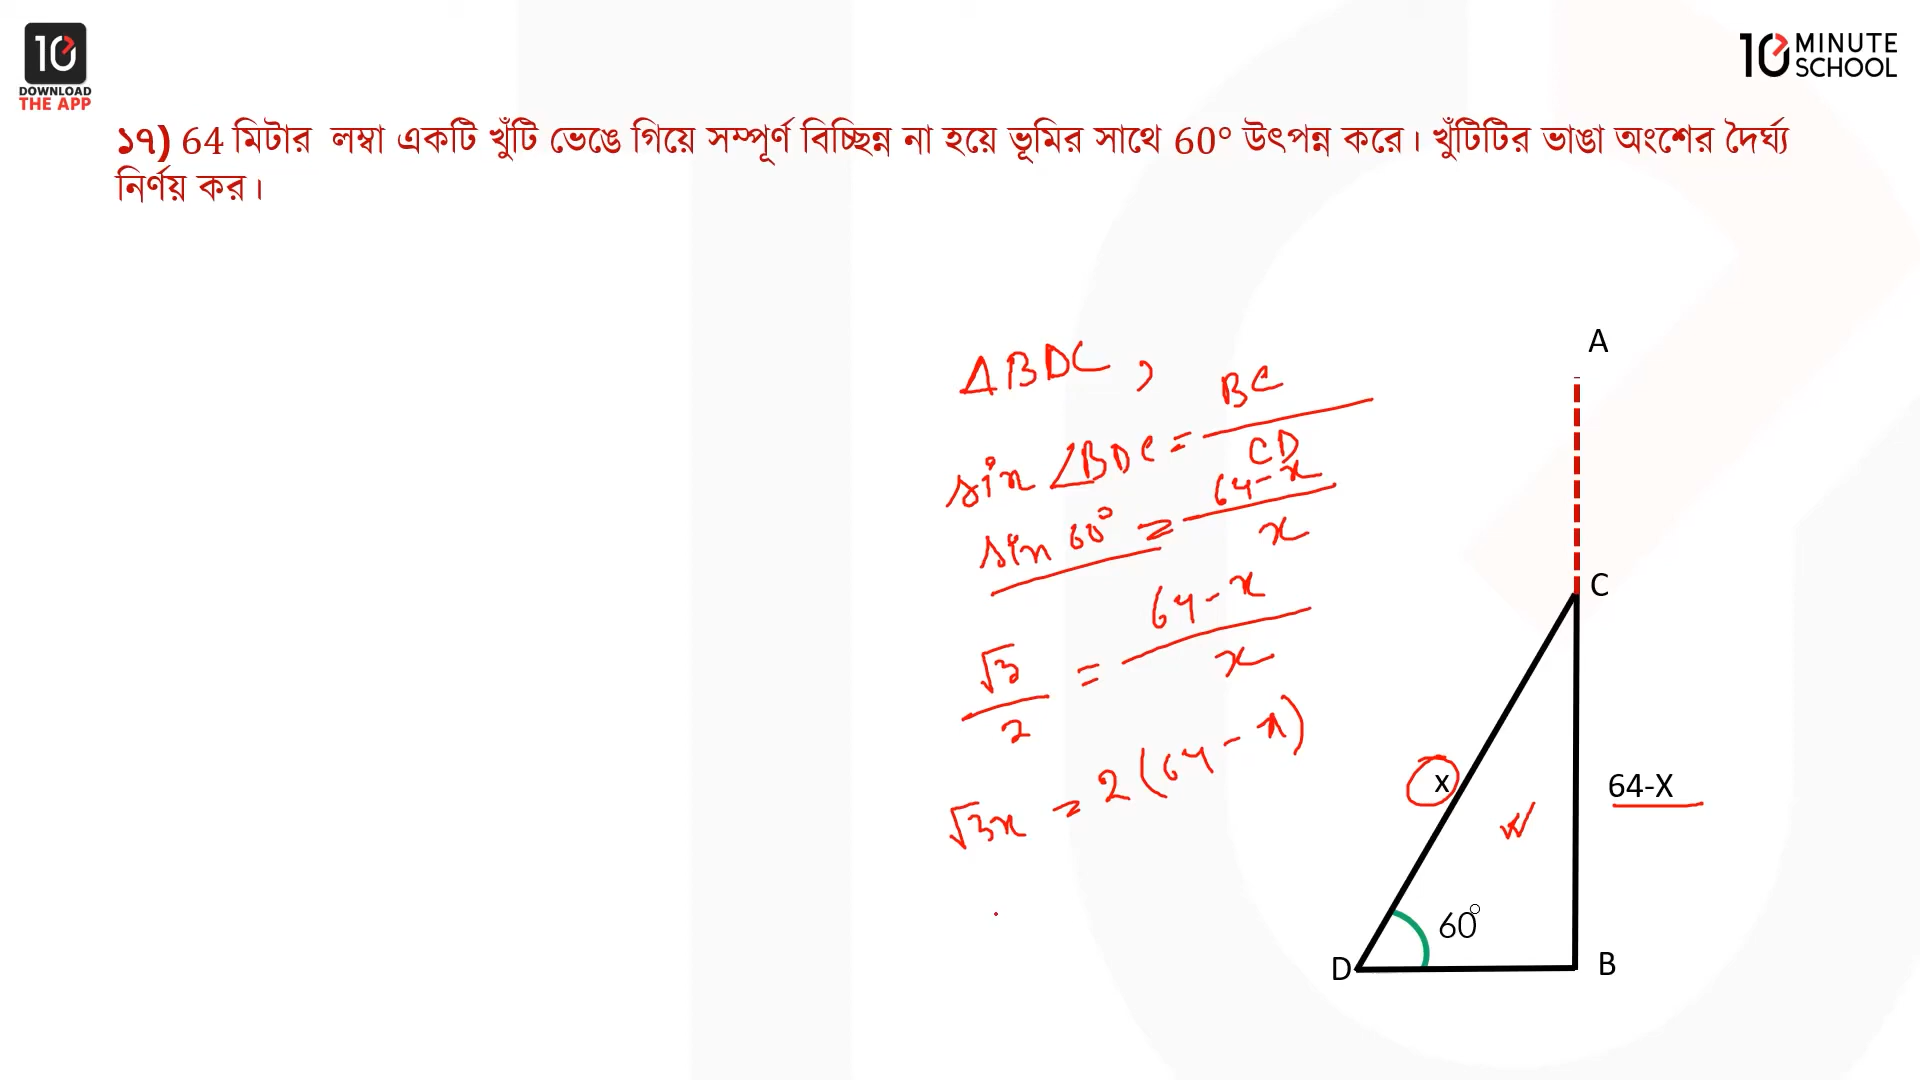 10
DOWNLOAD
THE APP
10 MINUTE
SCHOOL
১৭) 64 মিটার লম্বা একটি খুঁটি ভেঙে গিয়ে সম্পূর্ণ বিচ্ছিন্ন না হয়ে ভূমির সাথে 60° উৎপন্ন করে। খুঁটিটির ভাঙা অংশের দৈর্ঘ্য
নির্ণয় কর।
ΔBDC,
sin ∠BDC = BC / CD
sin 60° = 64-x / x
√3 / 2 = 64-x / x
√3x = 2(64-x)
A
C
x
64-X
60°
D
B